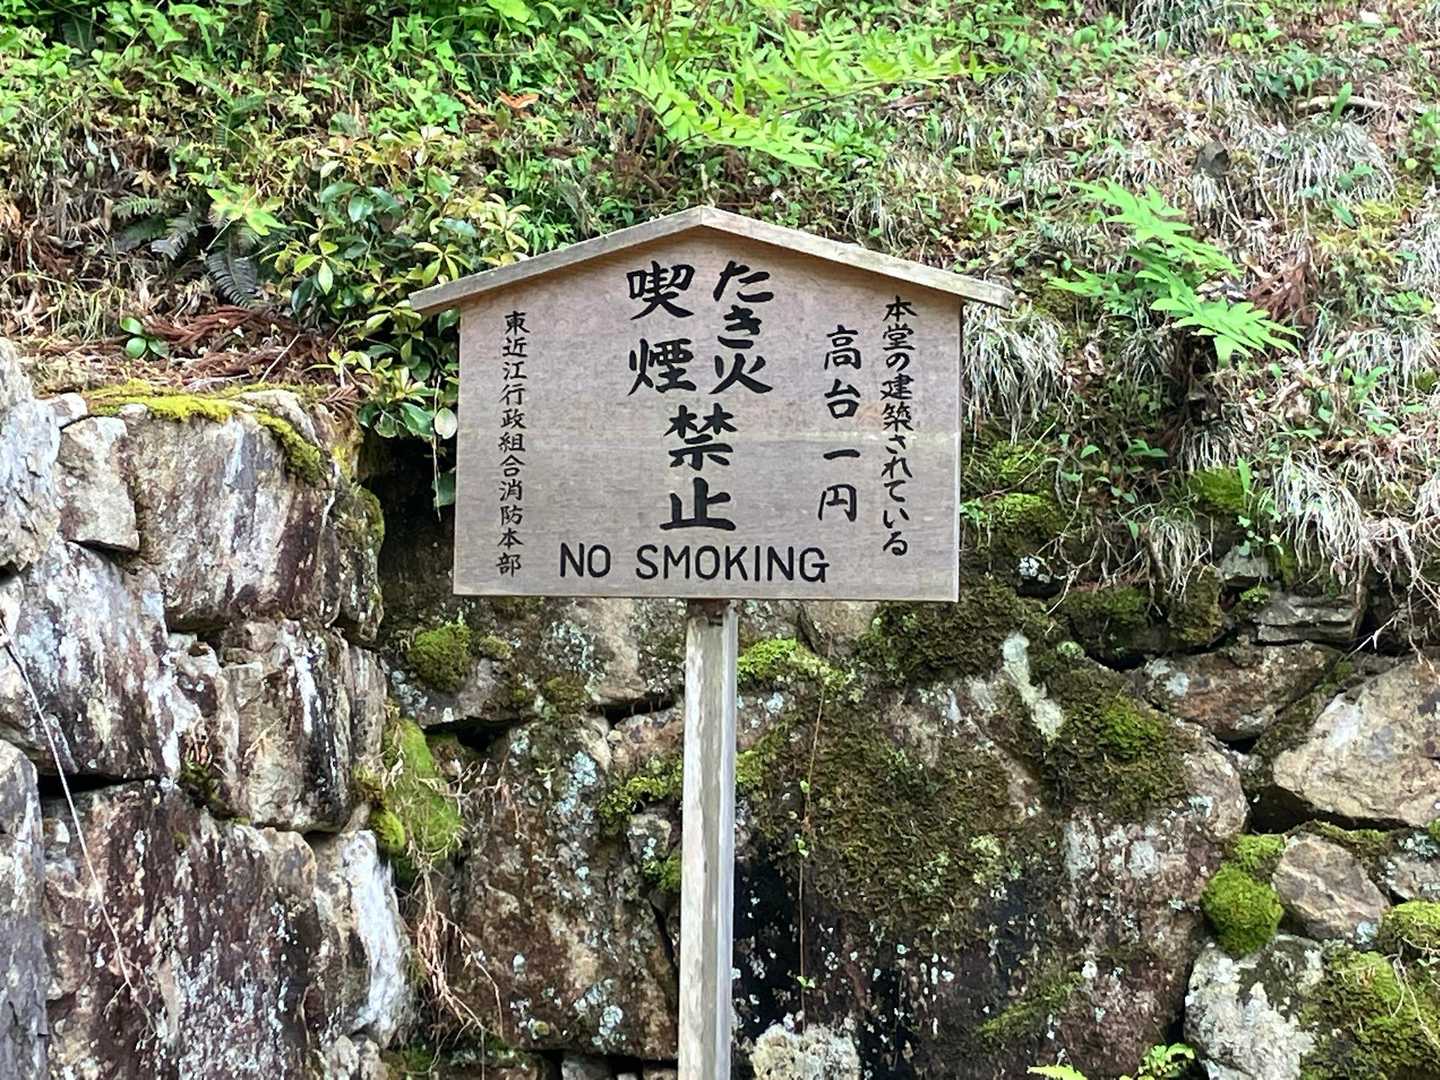 本堂の建築されている
高台一円
たき火
喫煙
禁止
NO SMOKING
東近江行政組合消防本部